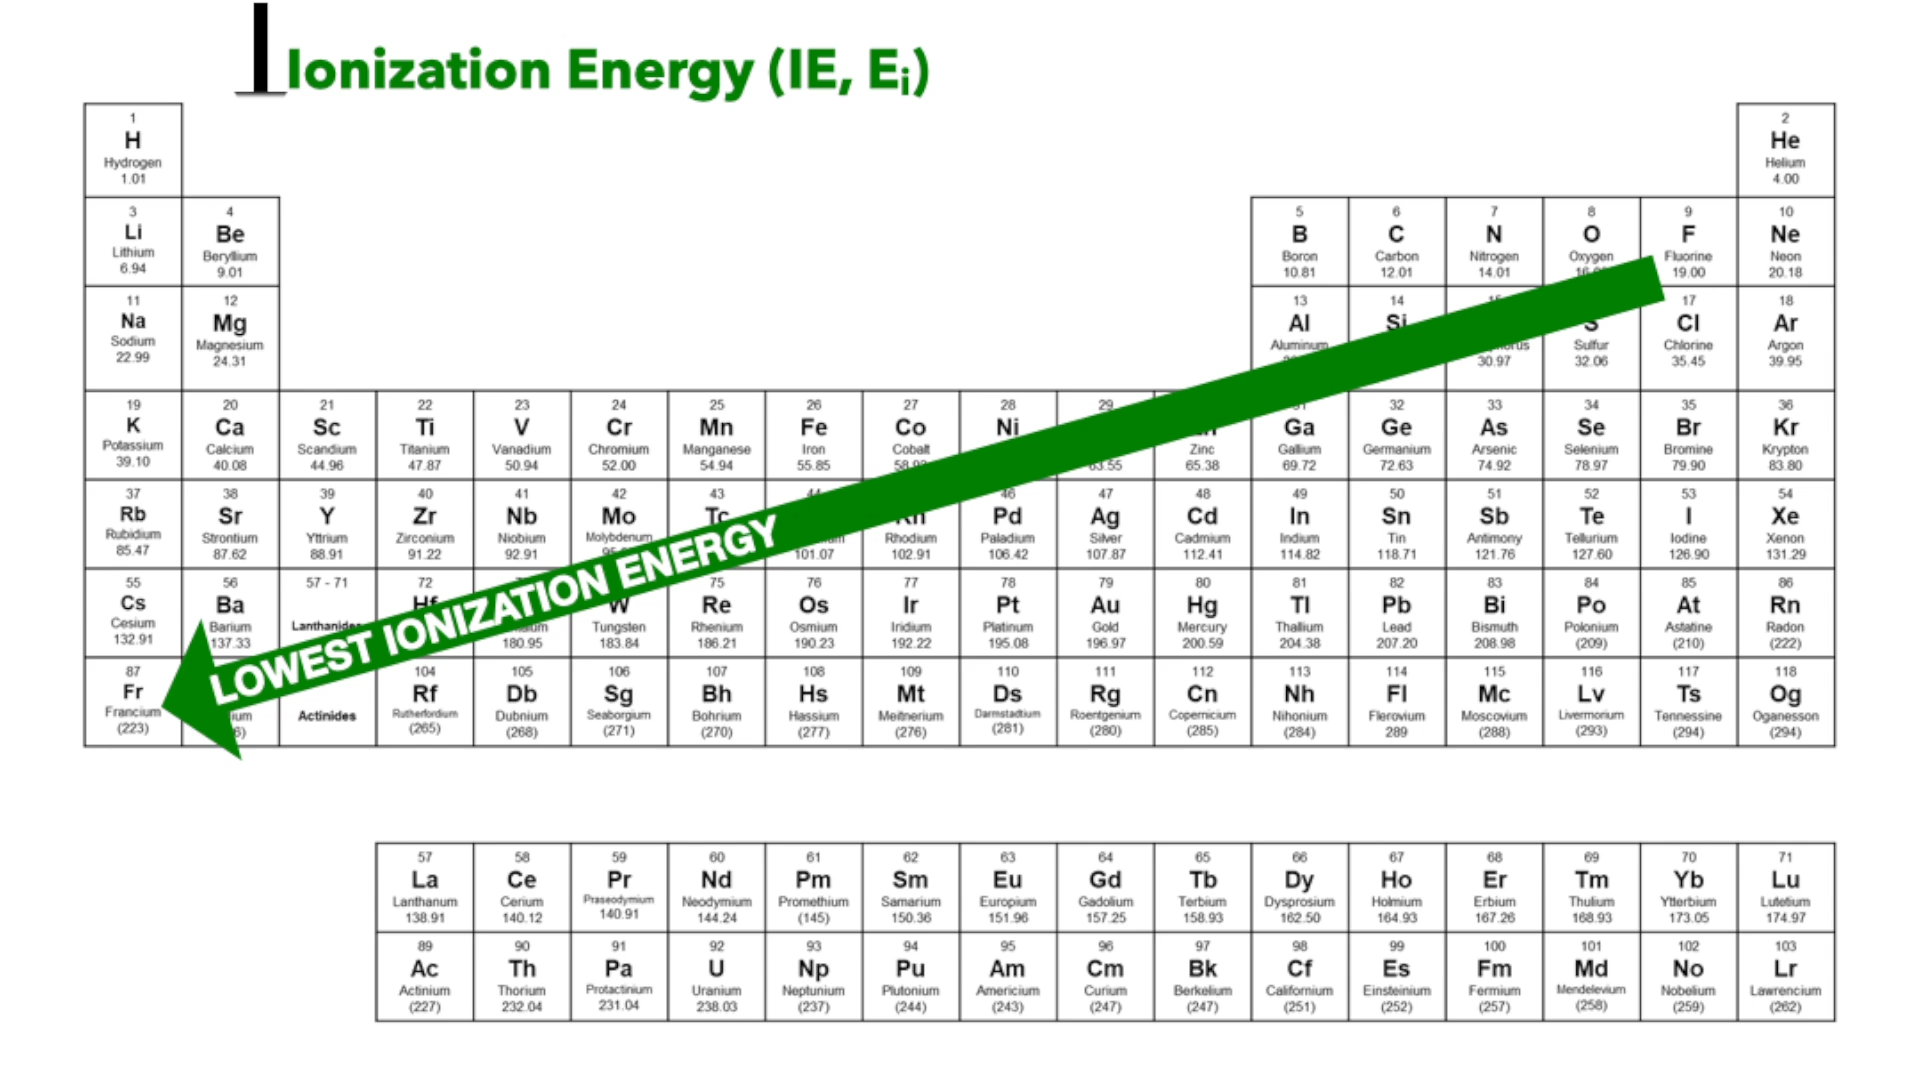 Ionization Energy (IE, Ei)
1 2
H He
Hydrogen Helium
1.01 4.00
3 4 5 6 7 8 9 10
Li Be B C N O F Ne
Lithium Beryllium Boron Carbon Nitrogen Oxygen Fluorine Neon
6.94 9.01 10.81 12.01 14.01 19.00 20.18
11 12 13 14 17 18
Na Mg Al Si S Cl Ar
Sodium Magnesium Aluminum Sulfur Chlorine Argon
22.99 24.31 30.97 32.06 35.45 39.95
19 20 21 22 23 24 25 26 27 28 29 32 33 34 35 36
K Ca Sc Ti V Cr Mn Fe Co Ni Ga Ge As Se Br Kr
Potassium Calcium Scandium Titanium Vanadium Chromium Manganese Iron Cobalt Zinc Gallium Germanium Arsenic Selenium Bromine Krypton
39.10 40.08 44.96 47.87 50.94 52.00 54.94 55.85 63.55 65.38 69.72 72.63 74.92 78.97 79.90 83.80
37 38 39 40 41 42 43 46 47 48 49 50 51 52 53 54
Rb Sr Y Zr Nb Mo Tc Rh Pd Ag Cd In Sn Sb Te I Xe
Rubidium Strontium Yttrium Zirconium Niobium Molybdenum Rhodium Paladium Silver Cadmium Indium Tin Antimony Tellurium Iodine Xenon
85.47 87.62 88.91 91.22 92.91 101.07 102.91 106.42 107.87 112.41 114.82 118.71 121.76 127.60 126.90 131.29
LOWEST IONIZATION ENERGY
55 56 57 - 71 72 75 76 77 78 79 80 81 82 83 84 85 86
Cs Ba Hf W Re Os Ir Pt Au Hg Tl Pb Bi Po At Rn
Cesium Barium Lanthanides Tungsten Rhenium Osmium Iridium Platinum Gold Mercury Thallium Lead Bismuth Polonium Astatine Radon
132.91 137.33 180.95 183.84 186.21 190.23 192.22 195.08 196.97 200.59 204.38 207.20 208.98 (209) (210) (222)
87 104 105 106 107 108 109 110 111 112 113 114 115 116 117 118
Fr Rf Db Sg Bh Hs Mt Ds Rg Cn Nh Fl Mc Lv Ts Og
Francium Actinides Rutherfordium Dubnium Seaborgium Bohrium Hassium Meitnerium Darmstadtium Roentgenium Copernicium Nihonium Flerovium Moscovium Livermorium Tennessine Oganesson
(223) (265) (268) (271) (270) (277) (276) (281) (280) (285) (284) 289 (288) (293) (294) (294)
57 58 59 60 61 62 63 64 65 66 67 68 69 70 71
La Ce Pr Nd Pm Sm Eu Gd Tb Dy Ho Er Tm Yb Lu
Lanthanum Cerium Praseodymium Neodymium Promethium Samarium Europium Gadolium Terbium Dysprosium Holmium Erbium Thulium Ytterbium Lutetium
138.91 140.12 140.91 144.24 (145) 150.36 151.96 157.25 158.93 162.50 164.93 167.26 168.93 173.05 174.97
89 90 91 92 93 94 95 96 97 98 99 100 101 102 103
Ac Th Pa U Np Pu Am Cm Bk Cf Es Fm Md No Lr
Actinium Thorium Protactinium Uranium Neptunium Plutonium Americium Curium Berkelium Californium Einsteinium Fermium Mendelevium Nobelium Lawrencium
(227) 232.04 231.04 238.03 (237) (244) (243) (247) (247) (251) (252) (257) (258) (259) (262)